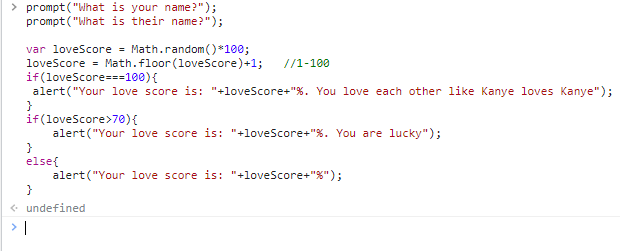 > prompt("What is your name?");
prompt("What is their name?");

var loveScore = Math.random()*100;
loveScore = Math.floor(loveScore)+1;   //1-100
if(loveScore===100){
 alert("Your love score is: "+loveScore+"%. You love each other like Kanye loves Kanye");
}
if(loveScore>70){
    alert("Your love score is: "+loveScore+"%. You are lucky");
}
else{
    alert("Your love score is: "+loveScore+"%");
}
undefined
>